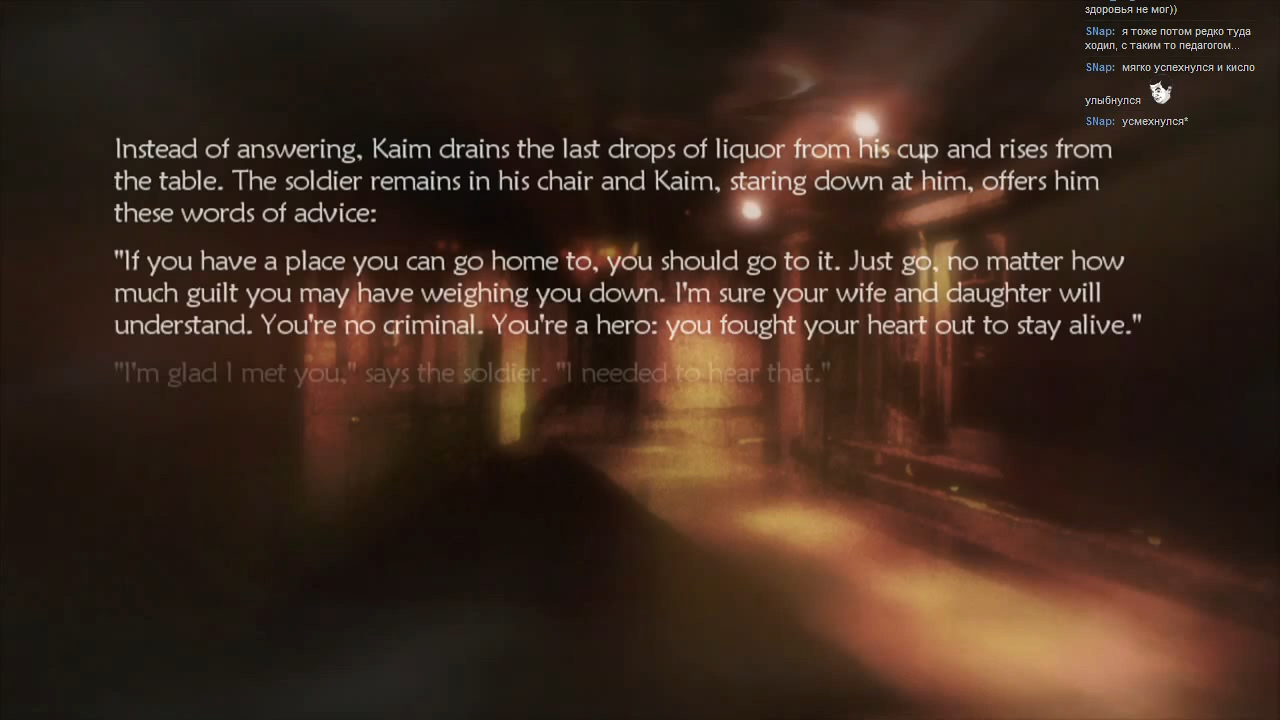 здоровья не мог))
SNap: я тоже потом редко туда
ходил, с таким то педагогом...
SNap: мягко успехнулся и кисло
улыбнулся
SNap: усмехнулся*
Instead of answering, Kaim drains the last drops of liquor from his cup and rises from
the table. The soldier remains in his chair and Kaim, staring down at him, offers him
these words of advice:
"If you have a place you can go home to, you should go to it. Just go, no matter how
much guilt you may have weighing you down. I'm sure your wife and daughter will
understand. You're no criminal. You're a hero: you fought your heart out to stay alive."
"I'm glad I met you," says the soldier. "I needed to hear that."